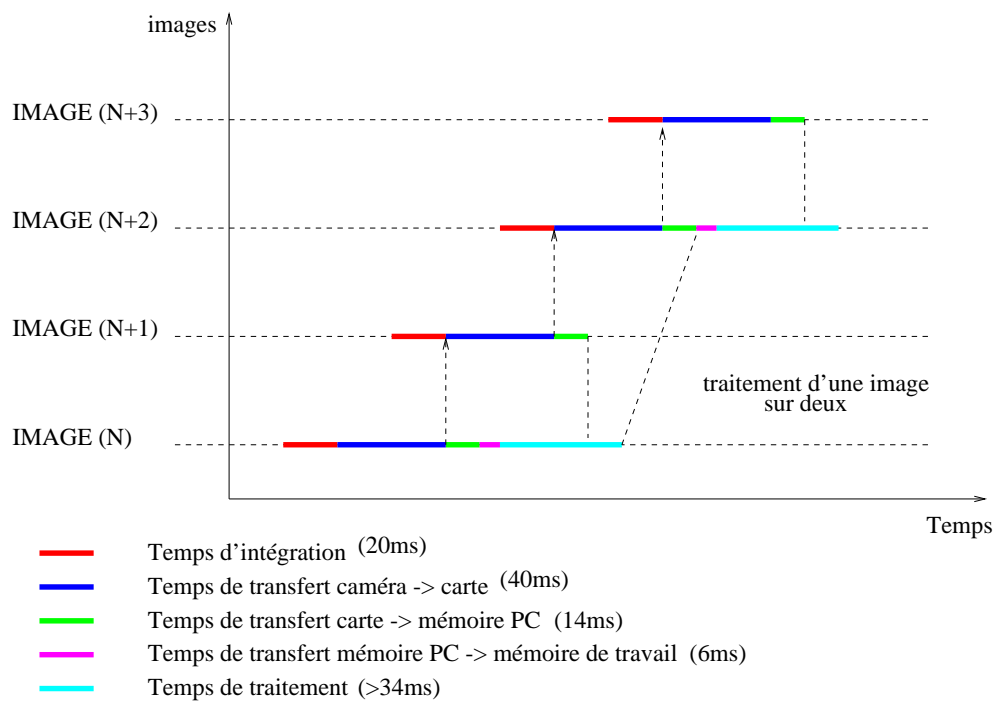 images
IMAGE (N+3)
IMAGE (N+2)
IMAGE (N+1)
traitement d'une image
sur deux
IMAGE (N)
Temps
Temps d'intégration (20ms)
Temps de transfert caméra -> carte (40ms)
Temps de transfert carte -> mémoire PC (14ms)
Temps de transfert mémoire PC -> mémoire de travail (6ms)
Temps de traitement (>34ms)